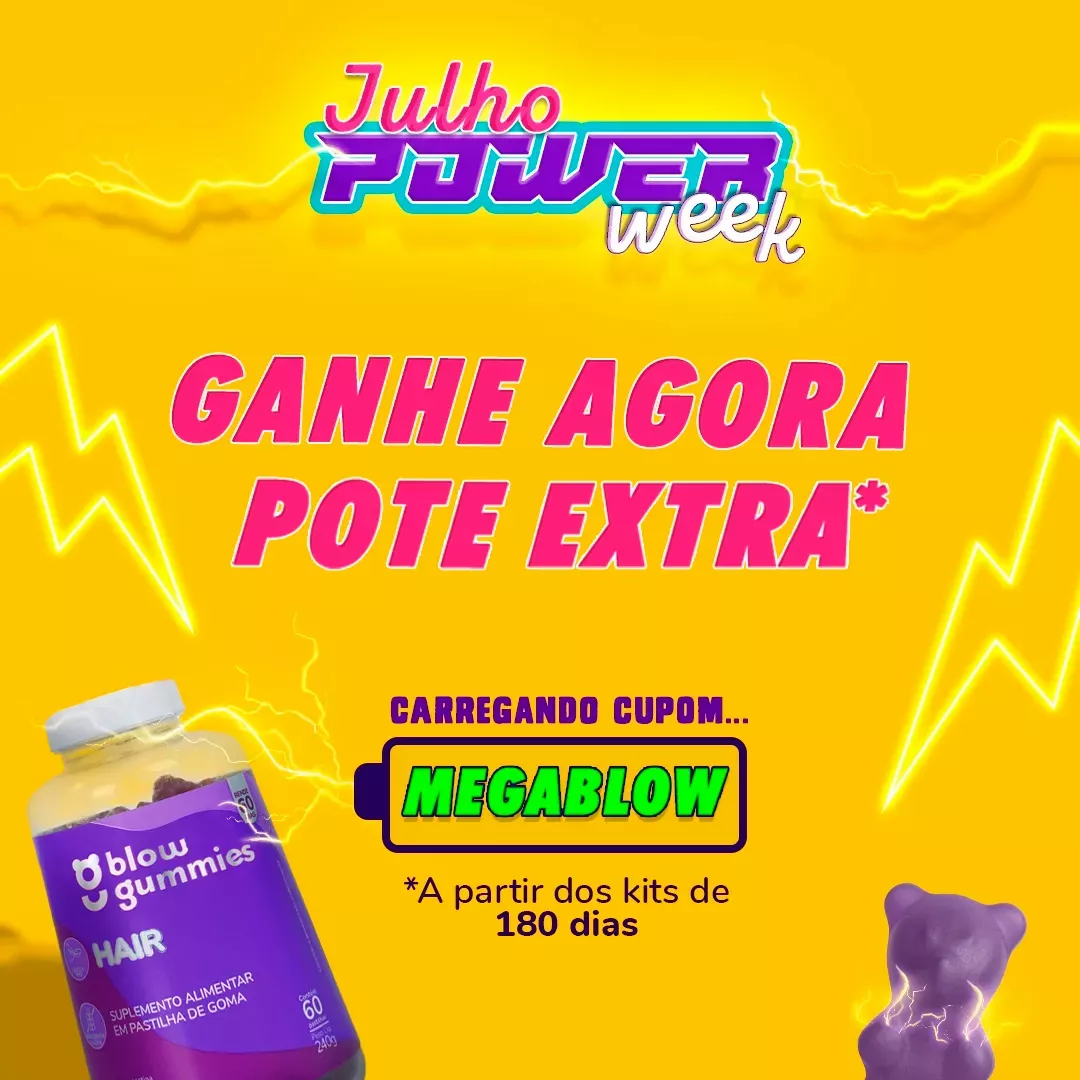 Julho
POWER
week
GANHE AGORA
POTE EXTRA*
CARREGANDO CUPOM...
MEGABLOW
*A partir dos kits de
180 dias
blow
gummies
HAIR
SUPLEMENTO ALIMENTAR
EM PASTILHA DE GOMA
60
240g